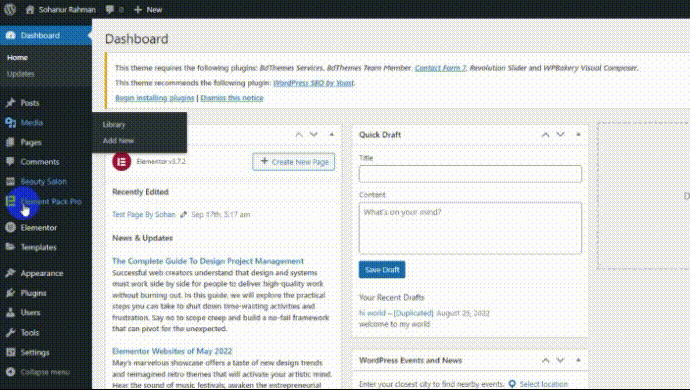 Sohanur Rahman 0 + New
Dashboard
Home
Updates
Posts
Media
Library
Add New
Pages
Comments
Beauty Salon
Element Pack Pro
Elementor
Templates
Appearance
Plugins
Users
Tools
Settings
Collapse menu
Dashboard
This theme requires the following plugins: BdThemes Services, BdThemes Team Member, Contact Form 7, Revolution Slider and WPBakery Visual Composer.
This theme recommends the following plugin: WordPress SEO by Yoast.
Begin installing plugins | Dismiss this notice
Elementor v3.7.2
+ Create New Page
Recently Edited
Test Page By Sohan Sep 17th, 5:17 am
News & Updates
The Complete Guide To Design Project Management
Successful web creators understand that design and systems
must work side by side for people to deliver high-quality work
without burning out. In this guide, we will explore the practical
steps you can take to shut down time-wasting activities and
frustration. Say no to scope creep and build a no-fail framework
that can pivot for the unexpected.
Elementor Websites of May 2022
May's marvelous showcase offers a taste of new design trends
and reimagined retro themes that will activate your artistic mind.
Hear the sound of music festivals, awaken the entrepreneurial
Quick Draft
Title
Content
What's on your mind?
Save Draft
Your Recent Drafts
hi world – [Duplicated] August 25, 2022
welcome to my world
WordPress Events and News
Enter your closest city to find nearby events. Select location
D